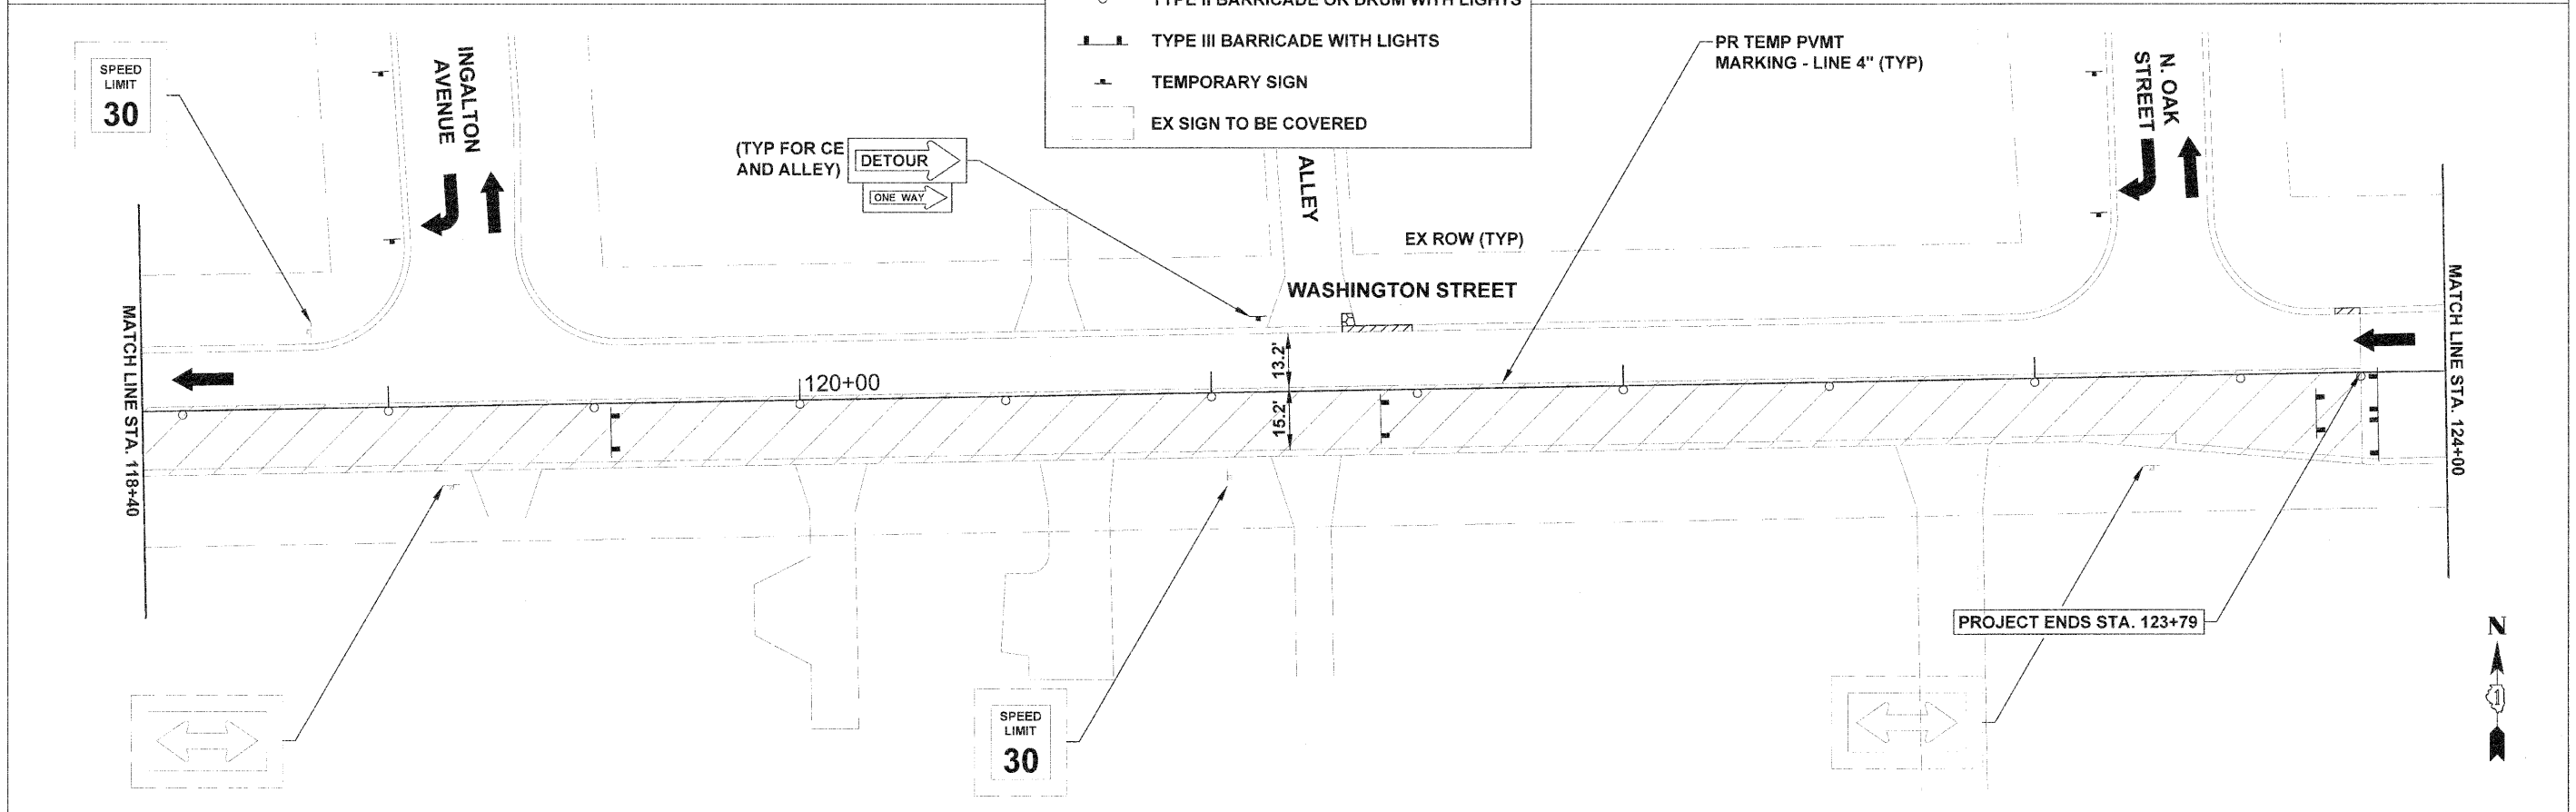 TYPE II BARRICADE OR DRUM WITH LIGHTS
TYPE III BARRICADE WITH LIGHTS
TEMPORARY SIGN
EX SIGN TO BE COVERED
SPEED
LIMIT
30
INGALTON
AVENUE
(TYP FOR CE
AND ALLEY)
DETOUR
ONE WAY
ALLEY
EX ROW (TYP)
WASHINGTON STREET
PR TEMP PVMT
MARKING - LINE 4" (TYP)
N. OAK
STREET
MATCH LINE STA. 118+40
120+00
13.2'
15.2'
MATCH LINE STA. 124+00
PROJECT ENDS STA. 123+79
SPEED
LIMIT
30
N
1